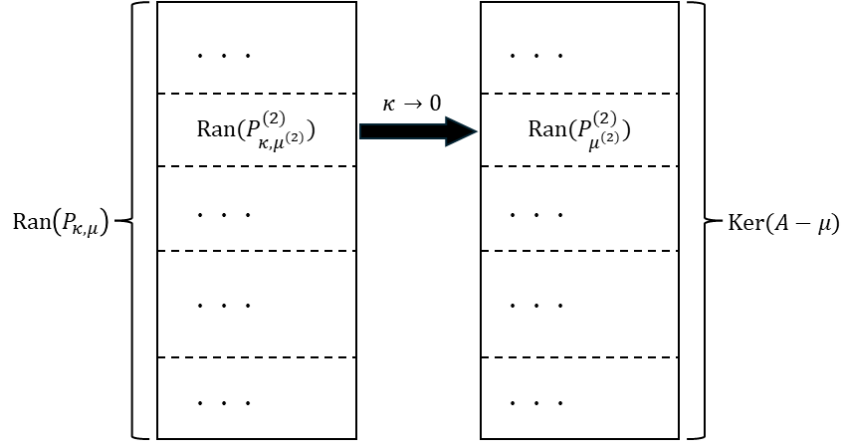 . . .
. . .
κ → 0
Ran(P^{(2)}_{κ,μ^{(2)}})
Ran(P^{(2)}_{μ^{(2)}})
. . .
. . .
Ran(P_{κ,μ})
Ker(A − μ)
. . .
. . .
. . .
. . .